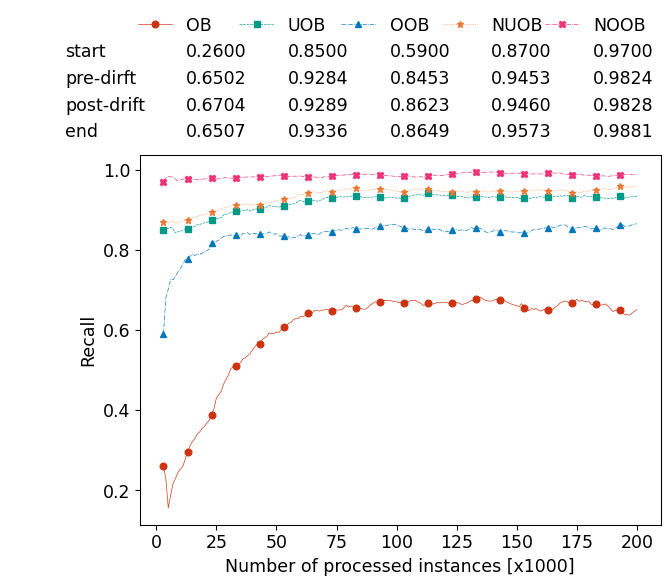 OB UOB OOB NUOB NOOB
start 0.2600 0.8500 0.5900 0.8700 0.9700
pre-dirft 0.6502 0.9284 0.8453 0.9453 0.9824
post-drift 0.6704 0.9289 0.8623 0.9460 0.9828
end 0.6507 0.9336 0.8649 0.9573 0.9881
1.0
0.8
0.6
0.4
0.2
Recall
0 25 50 75 100 125 150 175 200
Number of processed instances [x1000]